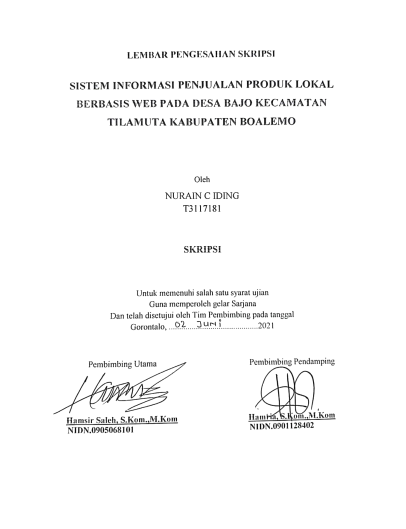 LEMBAR PENGESAHAN SKRIPSI
SISTEM INFORMASI PENJUALAN PRODUK LOKAL
BERBASIS WEB PADA DESA BAJO KECAMATAN
TILAMUTA KABUPATEN BOALEMO
Oleh
NURAIN C IDING
T3117181
SKRIPSI
Untuk memenuhi salah satu syarat ujian
Guna memperoleh gelar Sarjana
Dan telah disetujui oleh Tim Pembimbing pada tanggal
Gorontalo, ...02 Juni...2021
Pembimbing Utama
Pembimbing Pendamping
Hamsir Saleh, S.Kom.,M.Kom
NIDN.0905068101
Hamria, S.Kom.,M.Kom
NIDN.0901128402